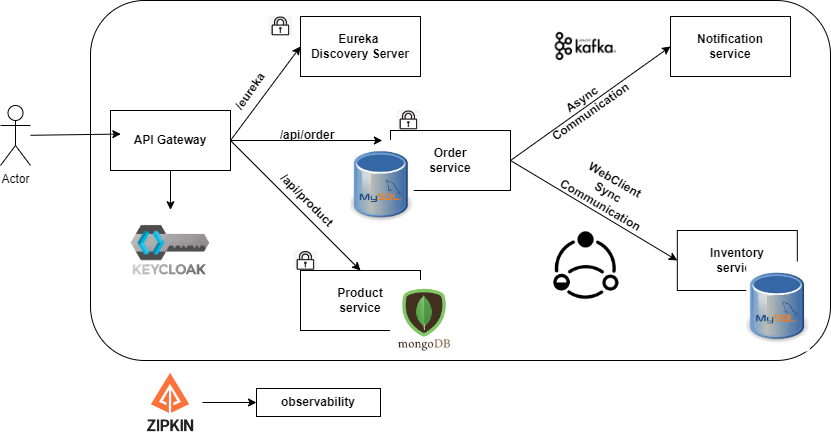 Eureka
Discovery Server
kafka
Notification
service
/eureka
Async
Communication
Actor
API Gateway
/api/order
Order
service
MySQL
/api/product
WebClient
Sync
Communication
KEYCLOAK
Product
service
mongoDB
Inventory
servic
MySQL
ZIPKIN
observability